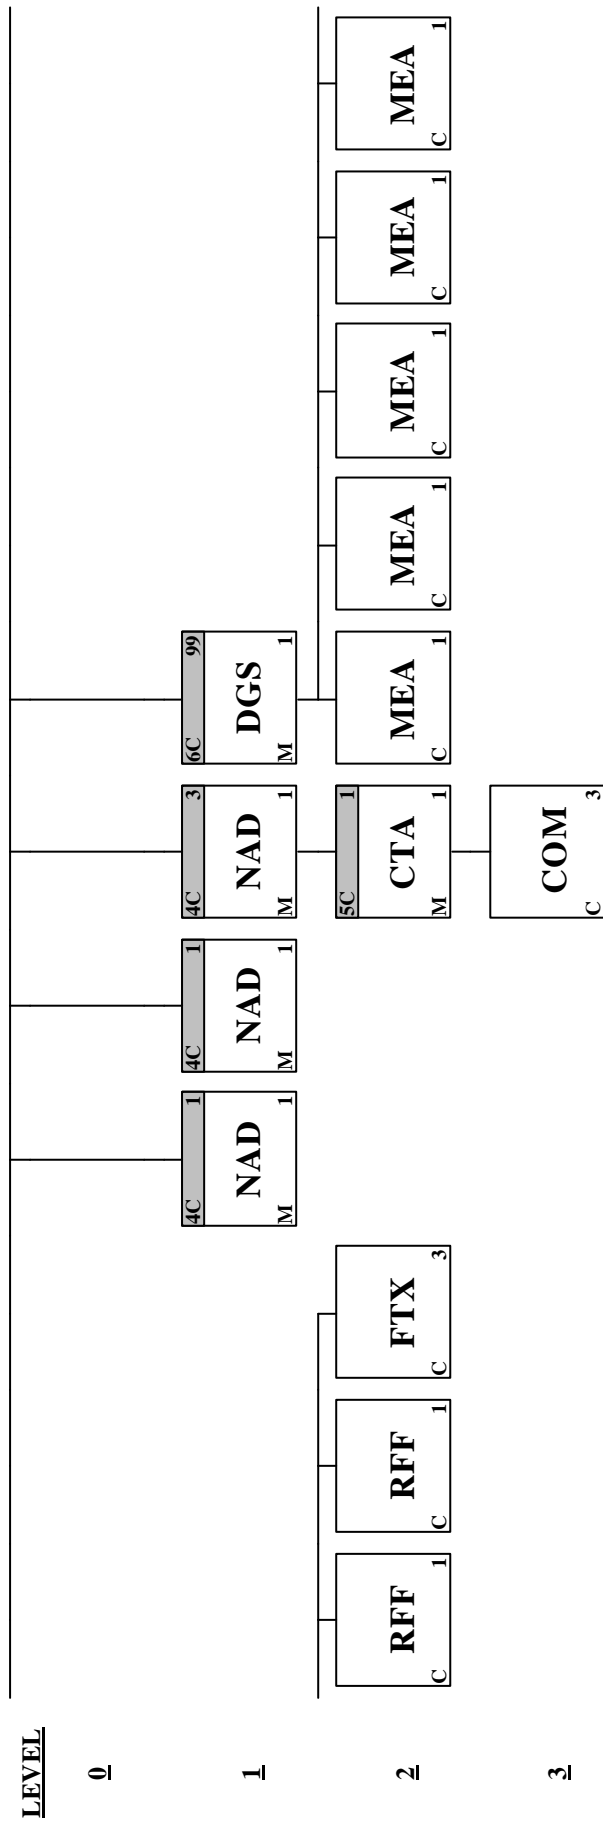 LEVEL
0
4C 1 4C 1 4C 3 6C 99
1 NAD NAD NAD DGS
M 1 M 1 M 1 M 1
5C 1
2 RFF RFF FTX CTA MEA MEA MEA MEA MEA
C 1 C 1 C 3 M 1 C 1 C 1 C 1 C 1 C 1
3 COM
C 3